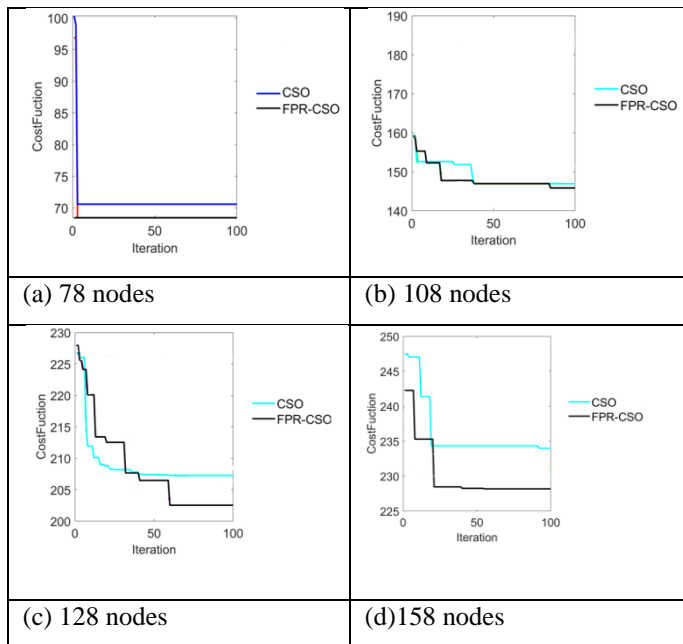 100
95
90
85
80
75
70
CostFuction
0 50 100
Iteration
CSO
FPR-CSO
(a) 78 nodes
190
180
170
160
150
140
CostFuction
0 50 100
Iteration
CSO
FPR-CSO
(b) 108 nodes
230
225
220
215
210
205
200
CostFuction
0 50 100
Iteration
CSO
FPR-CSO
(c) 128 nodes
250
245
240
235
230
225
CostFuction
0 50 100
Iteration
CSO
FPR-CSO
(d)158 nodes